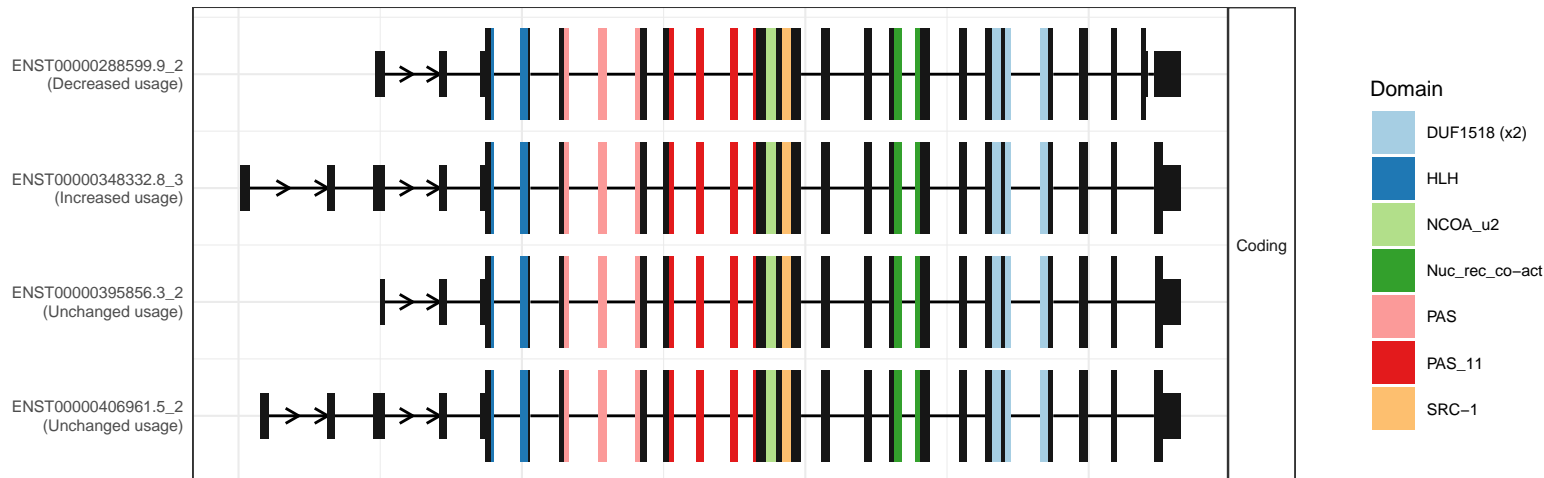 ENST00000288599.9_2
(Decreased usage)
ENST00000348332.8_3
(Increased usage)
ENST00000395856.3_2
(Unchanged usage)
ENST00000406961.5_2
(Unchanged usage)
Coding
Domain
DUF1518 (x2)
HLH
NCOA_u2
Nuc_rec_co−act
PAS
PAS_11
SRC−1